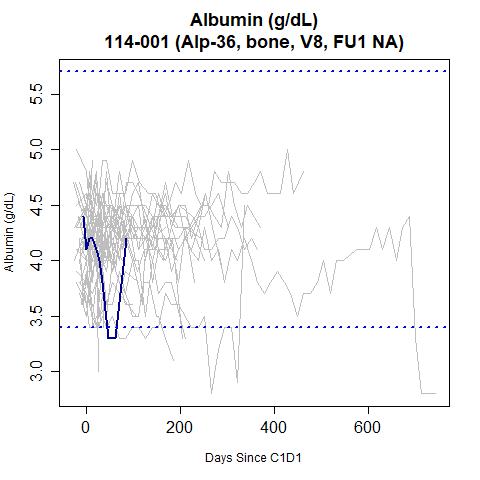 Albumin (g/dL)
114-001 (Alp-36, bone, V8, FU1 NA)
Albumin (g/dL)
5.5
5.0
4.5
4.0
3.5
3.0
0 200 400 600
Days Since C1D1